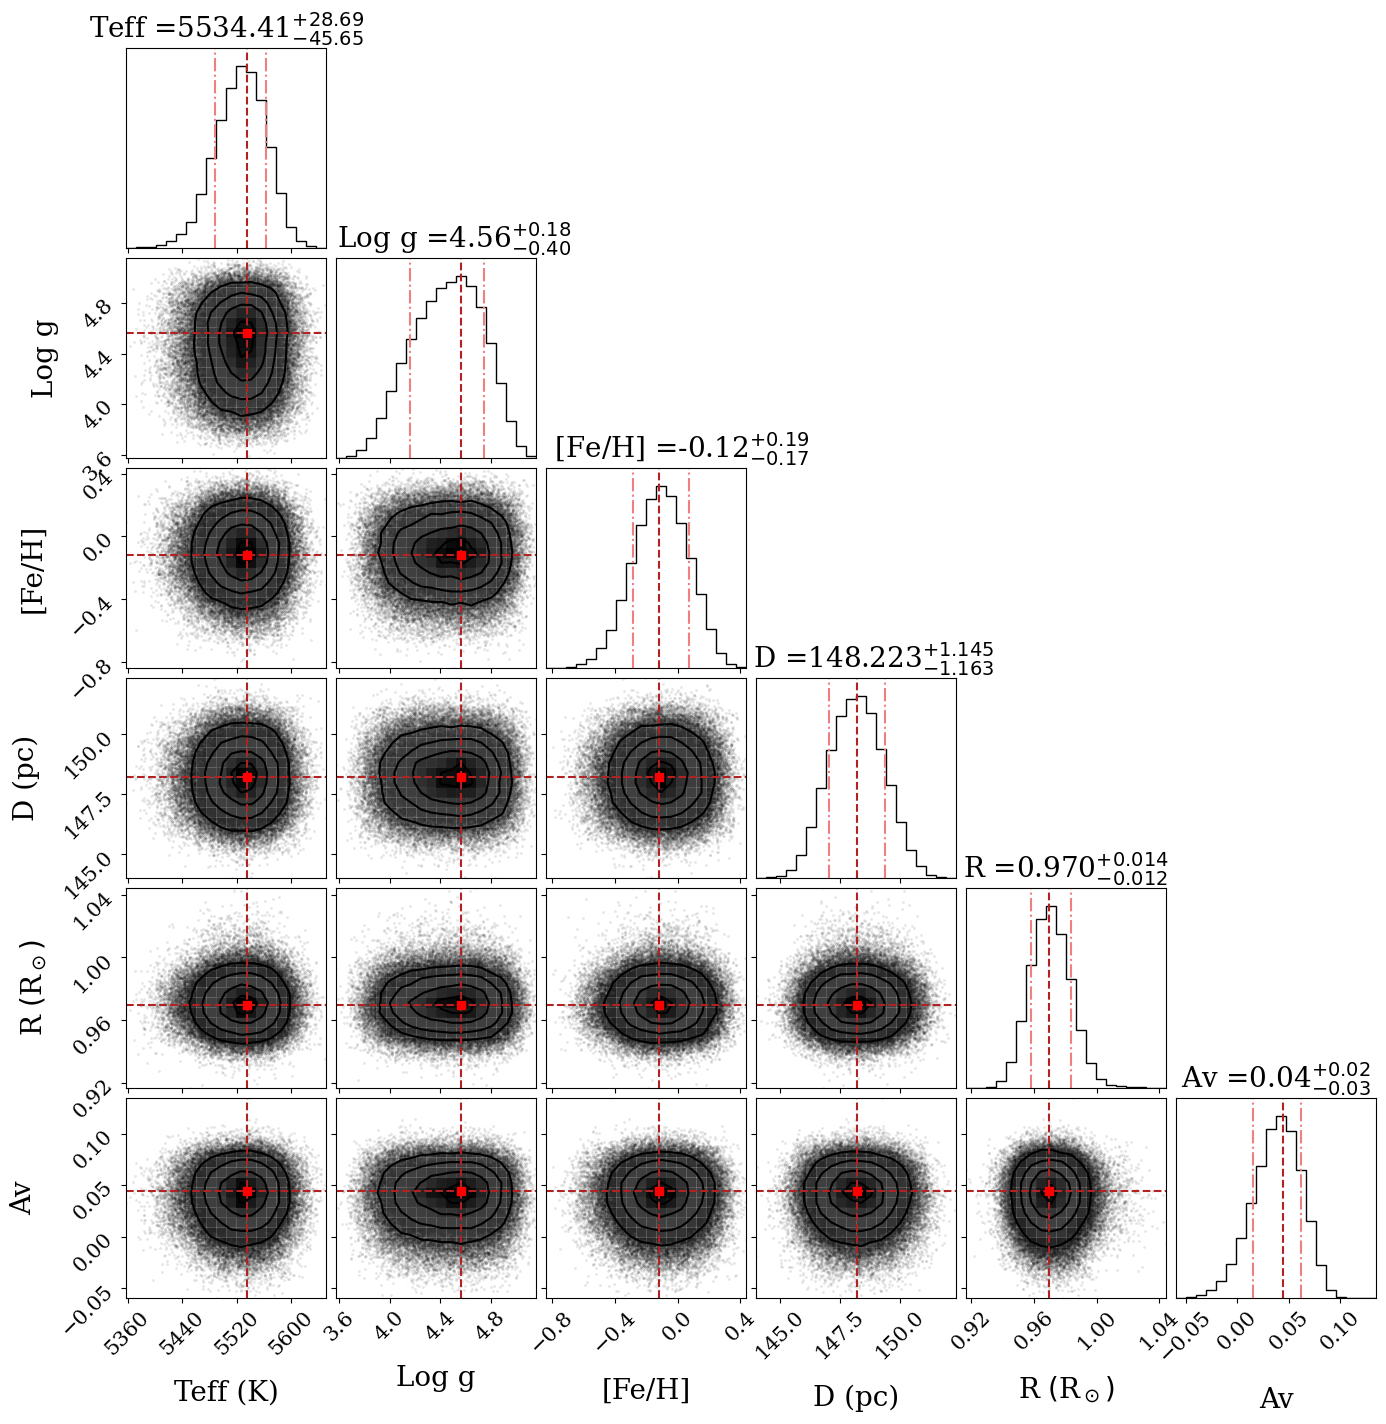 Teff =5534.41$^{+28.69}_{-45.65}$
Log g =4.56$^{+0.18}_{-0.40}$
4.8
4.4
4.0
3.6
Log g
[Fe/H] =-0.12$^{+0.19}_{-0.17}$
0.4
0.0
−0.4
−0.8
[Fe/H]
D =148.223$^{+1.145}_{-1.163}$
150.0
147.5
145.0
D (pc)
R =0.970$^{+0.014}_{-0.012}$
1.04
1.00
0.96
0.92
R (R$_\odot$)
Av =0.04$^{+0.02}_{-0.03}$
0.10
0.05
0.00
−0.05
Av
5360 5440 5520 5600
3.6 4.0 4.4 4.8
−0.8 −0.4 0.0 0.4
145.0 147.5 150.0
0.92 0.96 1.00 1.04
−0.05 0.00 0.05 0.10
Teff (K)
Log g
[Fe/H]
D (pc)
R (R$_\odot$)
Av